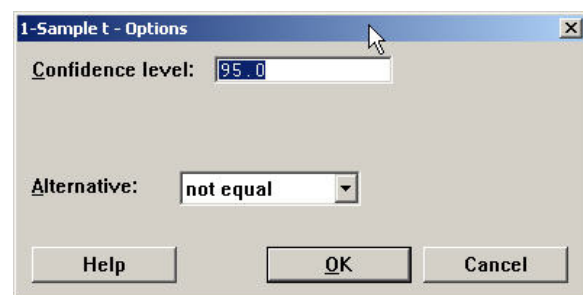 1-Sample t - Options
Confidence level: 95.0
Alternative: not equal
Help OK Cancel